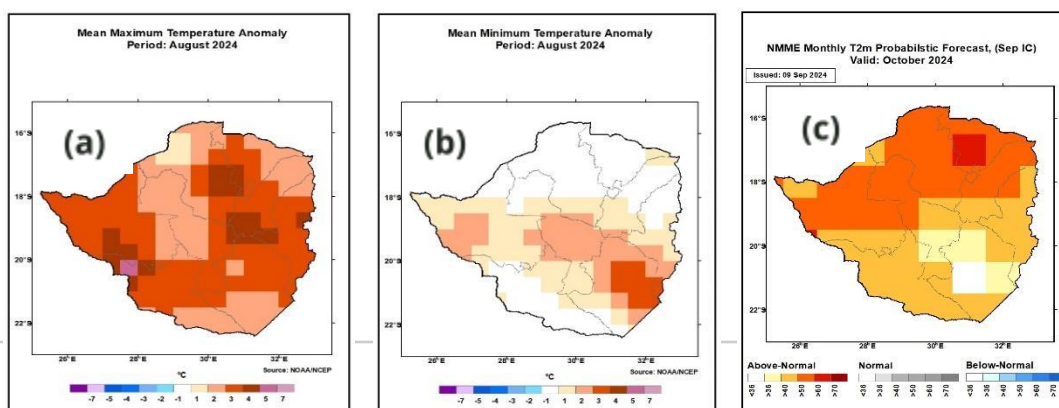 Mean Maximum Temperature Anomaly
Period: August 2024
(a)
16°S
18°S
20°S
22°S
26°E 28°E 30°E 32°E
Source: NOAA/NCEP
°C
-7 -5 -4 -3 -2 -1 1 2 3 4 5 7
Mean Minimum Temperature Anomaly
Period: August 2024
(b)
16°S
18°S
20°S
22°S
26°E 28°E 30°E 32°E
Source: NOAA/NCEP
°C
-7 -5 -4 -3 -2 -1 1 2 3 4 5 7
NMME Monthly T2m Probabilstic Forecast, (Sep IC)
Valid: October 2024
Issued: 09 Sep 2024
(c)
16°S
18°S
20°S
22°S
26°E 28°E 30°E 32°E
Above-Normal Normal Below-Normal